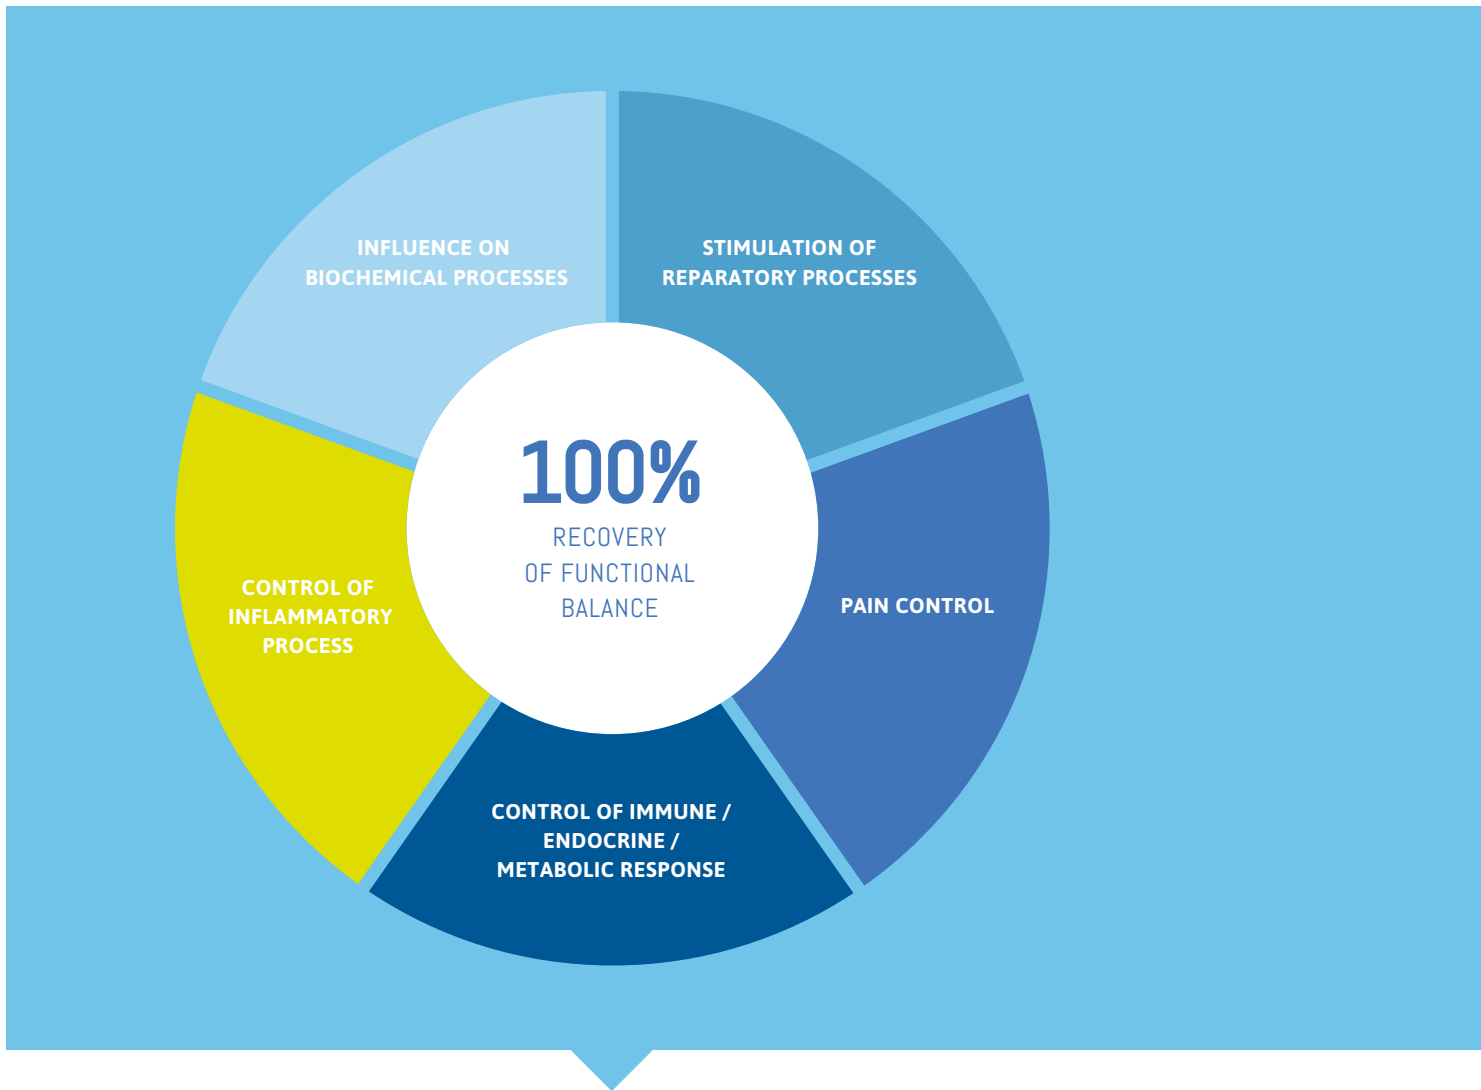 INFLUENCE ON
BIOCHEMICAL PROCESSES
STIMULATION OF
REPARATORY PROCESSES
100%
RECOVERY
OF FUNCTIONAL
BALANCE
CONTROL OF
INFLAMMATORY
PROCESS
PAIN CONTROL
CONTROL OF IMMUNE /
ENDOCRINE /
METABOLIC RESPONSE